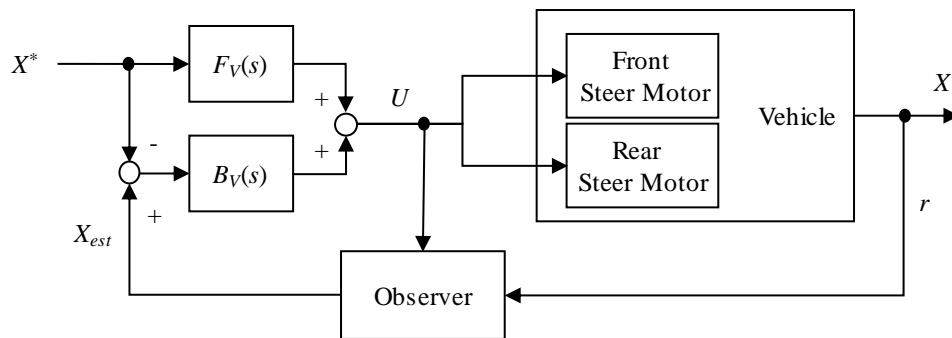 X*
F_V(s)
+
U
+
-
B_V(s)
+
X_est
Front
Steer Motor
Rear
Steer Motor
Vehicle
X
r
Observer